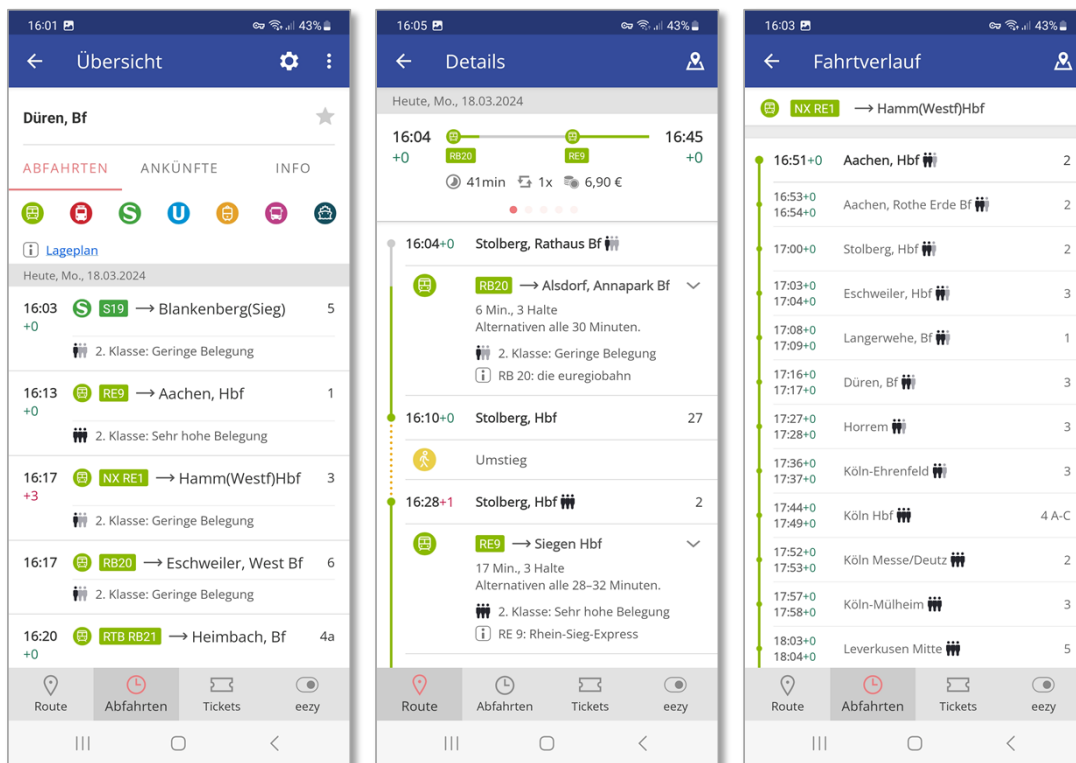 16:01 43%
Übersicht
Düren, Bf
ABFAHRTEN ANKÜNFTE INFO
S U
i Lageplan
Heute, Mo., 18.03.2024
16:03 S S19 → Blankenberg(Sieg) 5
+0
2. Klasse: Geringe Belegung
16:13 RE9 → Aachen, Hbf 1
+0
2. Klasse: Sehr hohe Belegung
16:17 NX RE1 → Hamm(Westf)Hbf 3
+3
2. Klasse: Geringe Belegung
16:17 RB20 → Eschweiler, West Bf 6
2. Klasse: Geringe Belegung
16:20 RTB RB21 → Heimbach, Bf 4a
+0
Route Abfahrten Tickets eezy
16:05 43%
Details
Heute, Mo., 18.03.2024
16:04 16:45
+0 RB20 RE9 +0
41min 1x 6,90 €
16:04+0 Stolberg, Rathaus Bf
RB20 → Alsdorf, Annapark Bf
6 Min., 3 Halte
Alternativen alle 30 Minuten.
2. Klasse: Geringe Belegung
i RB 20: die euregiobahn
16:10+0 Stolberg, Hbf 27
Umstieg
16:28+1 Stolberg, Hbf 2
RE9 → Siegen Hbf
17 Min., 3 Halte
Alternativen alle 28–32 Minuten.
2. Klasse: Sehr hohe Belegung
i RE 9: Rhein-Sieg-Express
Route Abfahrten Tickets eezy
16:03 43%
Fahrtverlauf
NX RE1 → Hamm(Westf)Hbf
16:51+0 Aachen, Hbf 2
16:53+0
16:54+0 Aachen, Rothe Erde Bf 2
17:00+0 Stolberg, Hbf 2
17:03+0
17:04+0 Eschweiler, Hbf 3
17:08+0
17:09+0 Langerwehe, Bf 1
17:16+0
17:17+0 Düren, Bf 3
17:27+0
17:28+0 Horrem 3
17:36+0
17:37+0 Köln-Ehrenfeld 3
17:44+0
17:49+0 Köln Hbf 4 A-C
17:52+0
17:53+0 Köln Messe/Deutz 2
17:57+0
17:58+0 Köln-Mülheim 3
18:03+0
18:04+0 Leverkusen Mitte 5
Route Abfahrten Tickets eezy